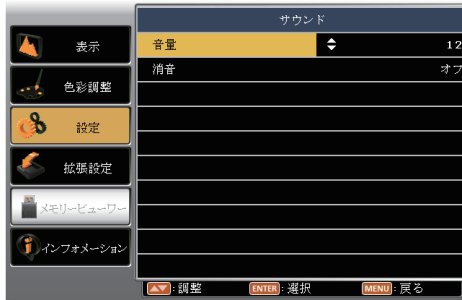 サウンド
表示
色彩調整
設定
拡張設定
メモリービューワー
インフォメーション
音量 12
消音 オフ
▲▼:調整 ENTER:選択 MENU:戻る